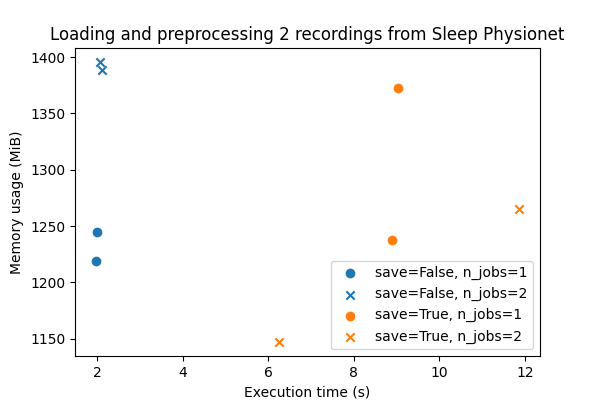 Loading and preprocessing 2 recordings from Sleep Physionet
1400
1350
1300
1250
1200
1150
Memory usage (MiB)
save=False, n_jobs=1
save=False, n_jobs=2
save=True, n_jobs=1
save=True, n_jobs=2
2 4 6 8 10 12
Execution time (s)